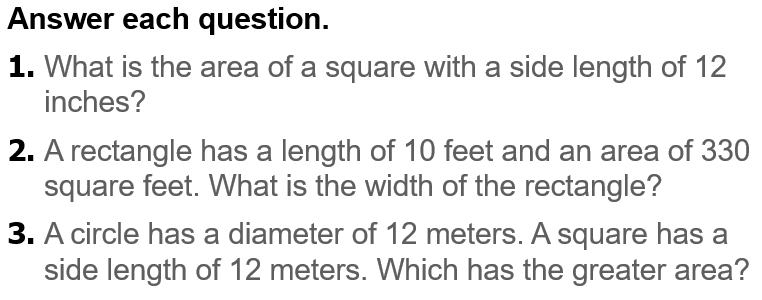 Answer each question.
1. What is the area of a square with a side length of 12
inches?
2. A rectangle has a length of 10 feet and an area of 330
square feet. What is the width of the rectangle?
3. A circle has a diameter of 12 meters. A square has a
side length of 12 meters. Which has the greater area?